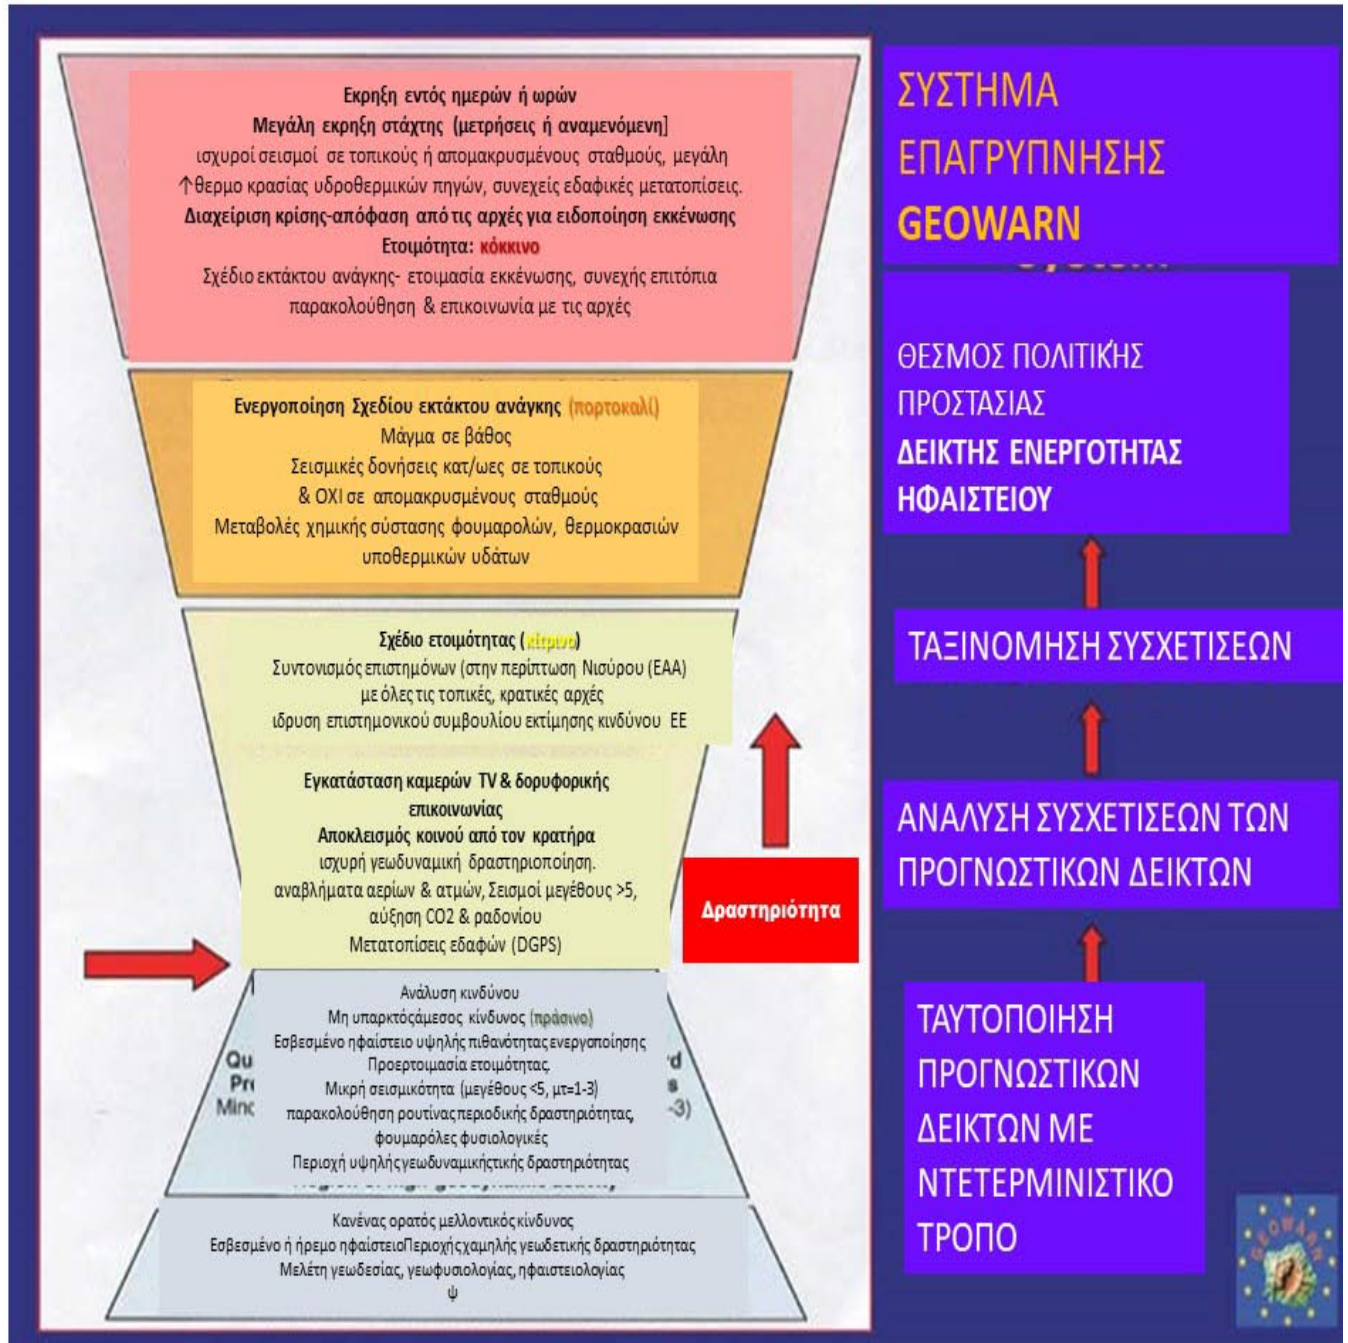 Εκρηξη εντός ημερών ή ωρών
Μεγάλη εκρηξη στάχτης (μετρήσεις ή αναμενόμενη]
ισχυροί σεισμοί σε τοπικούς ή απομακρυσμένους σταθμούς, μεγάλη
↑θερμο κρασίας υδροθερμικών πηγών, συνεχείς εδαφικές μετατοπίσεις.
Διαχείριση κρίσης-απόφαση από τις αρχές για ειδοποίηση εκκένωσης
Ετοιμότητα: κόκκινο
Σχέδιο εκτάκτου ανάγκης- ετοιμασία εκκένωσης, συνεχής επιτόπια
παρακολούθηση & επικοινωνία με τις αρχές
Ενεργοποίηση Σχεδίου εκτάκτου ανάγκης (πορτοκαλί)
Μάγμα σε βάθος
Σεισμικές δονήσεις κατ/ωες σε τοπικούς
& ΟΧΙ σε απομακρυσμένους σταθμούς
Μεταβολές χημικής σύστασης φουμαρολών, θερμοκρασιών
υποθερμικών υδάτων
Σχέδιο ετοιμότητας (κίτρινο)
Συντονισμός επιστημόνων (στην περίπτωση Νισύρου (ΕΑΑ)
με όλες τις τοπικές, κρατικές αρχές
ιδρυση επιστημονικού συμβουλίου εκτίμησης κινδύνου ΕΕ
Εγκατάσταση καμερών TV & δορυφορικής
επικοινωνίας
Αποκλεισμός κοινού από τον κρατήρα
ισχυρή γεωδυναμική δραστηριοποίηση.
αναβλήματα αερίων & ατμών, Σεισμοί μεγέθους >5,
αύξηση CO2 & ραδονίου
Μετατοπίσεις εδαφών (DGPS)
Δραστηριότητα
Ανάλυση κινδύνου
Μη υπαρκτόςάμεσος κίνδυνος (πράσινο)
Εσβεσμένο ηφαίστειο υψηλής πιθανότητας ενεργοποίησης
Προερτοιμασία ετοιμότητας.
Μικρή σεισμικότητα (μεγέθους <5, μτ=1-3)
παρακολούθηση ρουτίνας περιοδικής δραστηριότητας,
φουμαρόλες φυσιολογικές
Περιοχή υψηλής γεωδυναμικήςτικής δραστηριότητας
Κανένας ορατός μελλοντικός κίνδυνος
Εσβεσμένο ή ήρεμο ηφαίστειοΠεριοχής χαμηλής γεωδετικής δραστηριότητας
Μελέτη γεωδεσίας, γεωφυσιολογίας, ηφαιστειολογίας
ψ
ΣΥΣΤΗΜΑ
ΕΠΑΓΡΥΠΝΗΣΗΣ
GEOWARN
ΘΕΣΜΟΣ ΠΟΛΙΤΙΚΉΣ
ΠΡΟΣΤΑΣΙΑΣ
ΔΕΙΚΤΗΣ ΕΝΕΡΓΟΤΗΤΑΣ
ΗΦΑΙΣΤΕΙΟΥ
ΤΑΞΙΝΟΜΗΣΗ ΣΥΣΧΕΤΙΣΕΩΝ
ΑΝΑΛΥΣΗ ΣΥΣΧΕΤΙΣΕΩΝ ΤΩΝ
ΠΡΟΓΝΩΣΤΙΚΩΝ ΔΕΙΚΤΩΝ
ΤΑΥΤΟΠΟΙΗΣΗ
ΠΡΟΓΝΩΣΤΙΚΩΝ
ΔΕΙΚΤΩΝ ΜΕ
ΝΤΕΤΕΡΜΙΝΙΣΤΙΚΟ
ΤΡΟΠΟ
GEOWARN